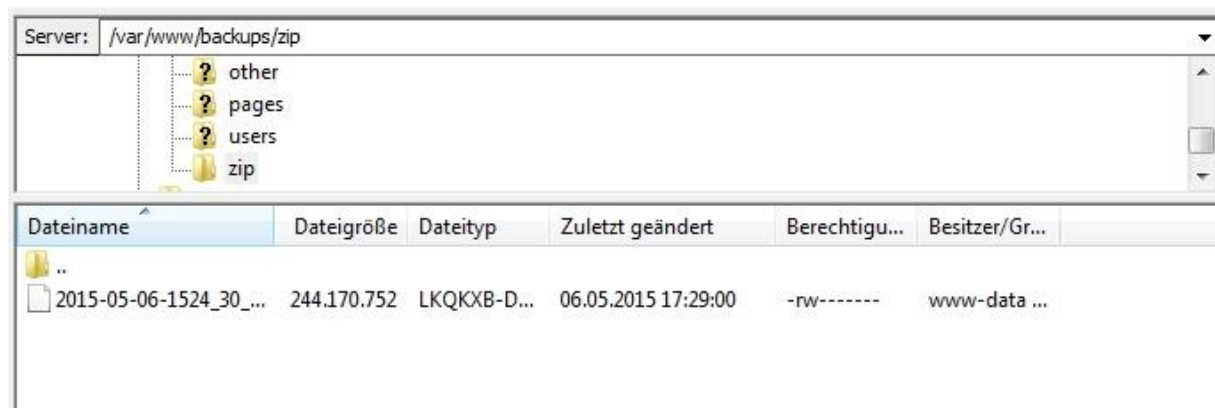 Server: /var/www/backups/zip
? other
? pages
? users
zip
Dateiname Dateigröße Dateityp Zuletzt geändert Berechtigu... Besitzer/Gr...
..
2015-05-06-1524_30_... 244.170.752 LKQKXB-D... 06.05.2015 17:29:00 -rw------- www-data ...